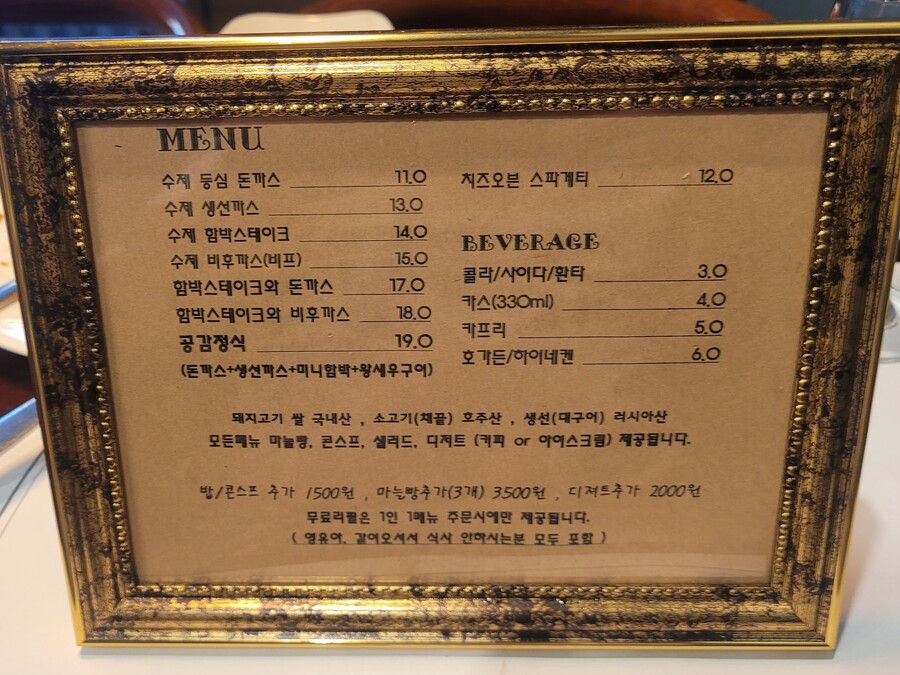 MENU
수제 등심 돈까스 11.0
수제 생선까스 13.0
수제 함박스테이크 14.0
수제 비후까스(비프) 15.0
함박스테이크와 돈까스 17.0
함박스테이크와 비후까스 18.0
공감정식 19.0
(돈까스+생선까스+미니함박+왕새우구이)
치즈오븐 스파게티 12.0
BEVERAGE
콜라/사이다/환타 3.0
카스(330ml) 4.0
카프리 5.0
호가든/하이네켄 6.0
돼지고기 쌀 국내산 , 소고기(채끝) 호주산 , 생선(대구어) 러시아산
모든메뉴 마늘빵, 콘스프, 샐러드, 디저트 (커피 or 아이스크림) 제공됩니다.
밥/콘스프 추가 1500원 , 마늘빵추가(3개) 3500원 , 디저트추가 2000원
무료리필은 1인 1메뉴 주문시에만 제공됩니다.
( 영유아, 같이오셔서 식사 안하시는분 모두 포함 )